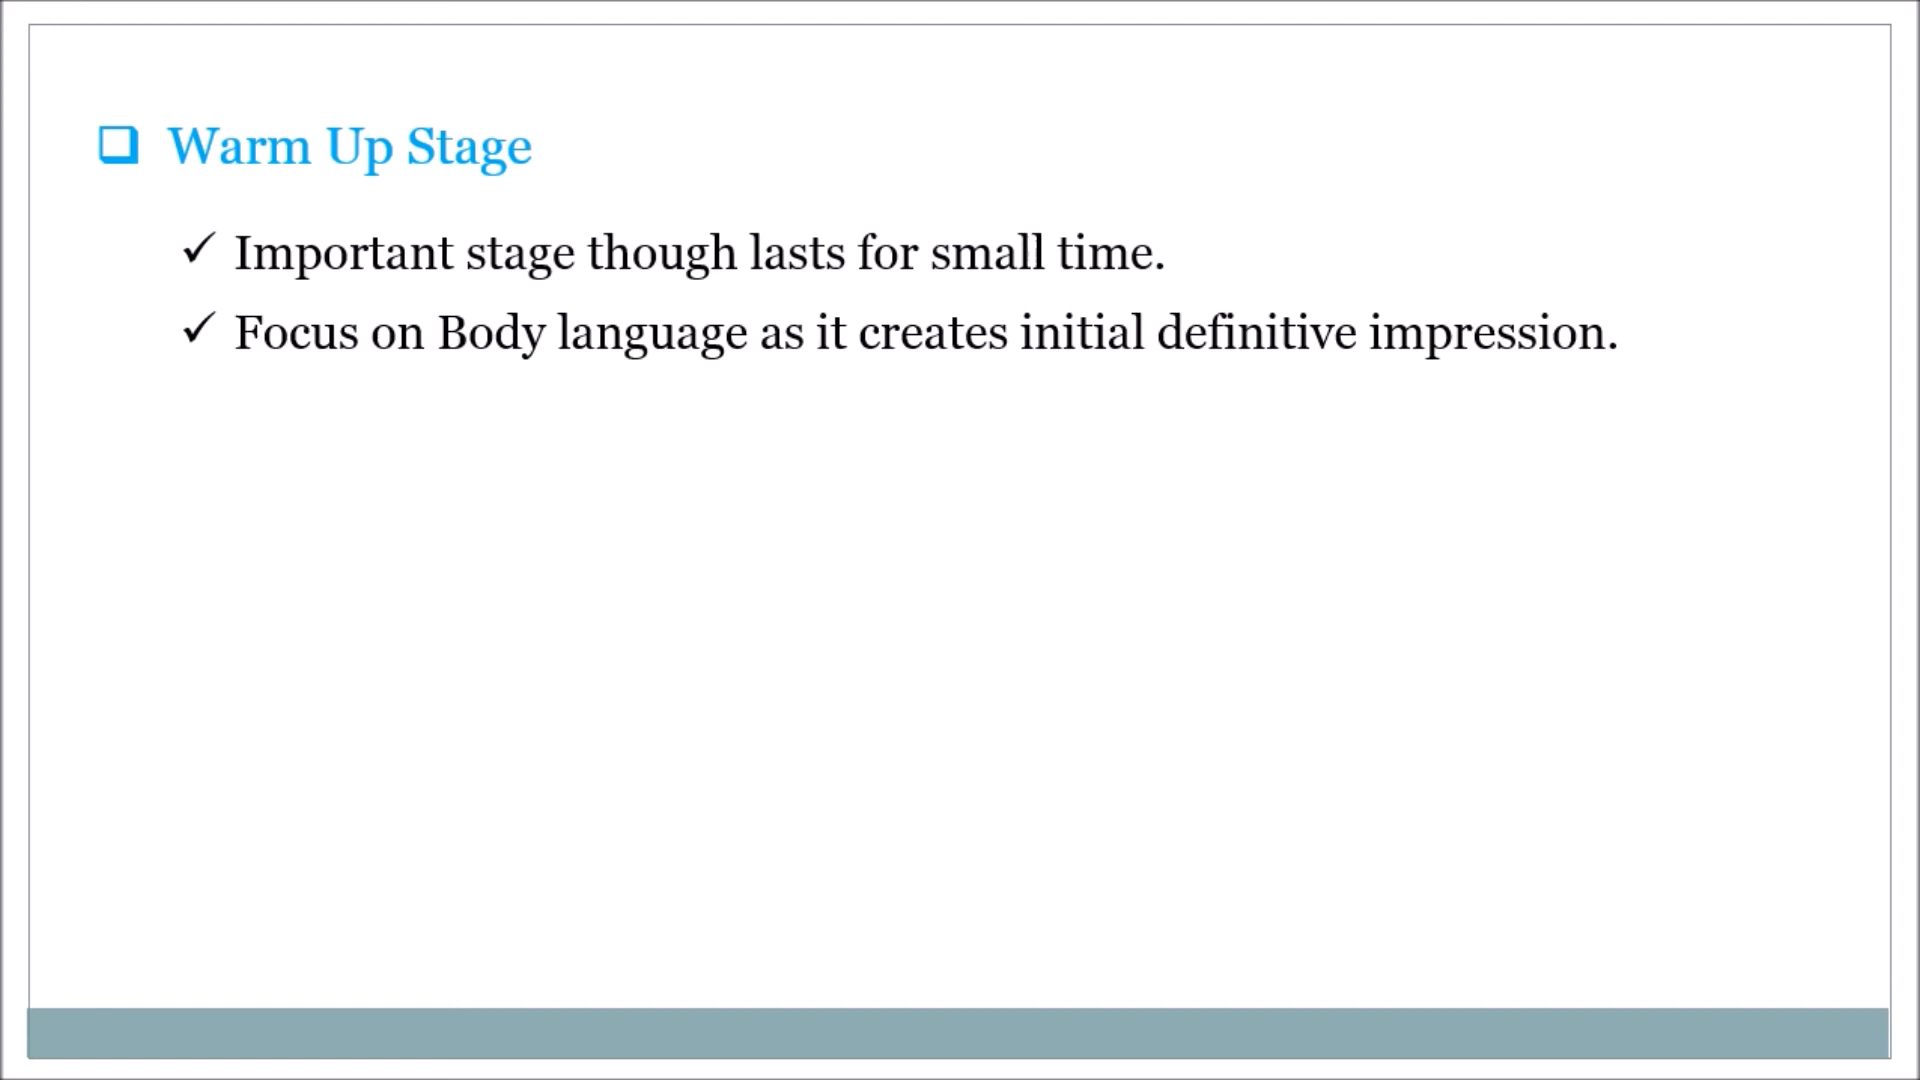 Warm Up Stage
Important stage though lasts for small time.
Focus on Body language as it creates initial definitive impression.